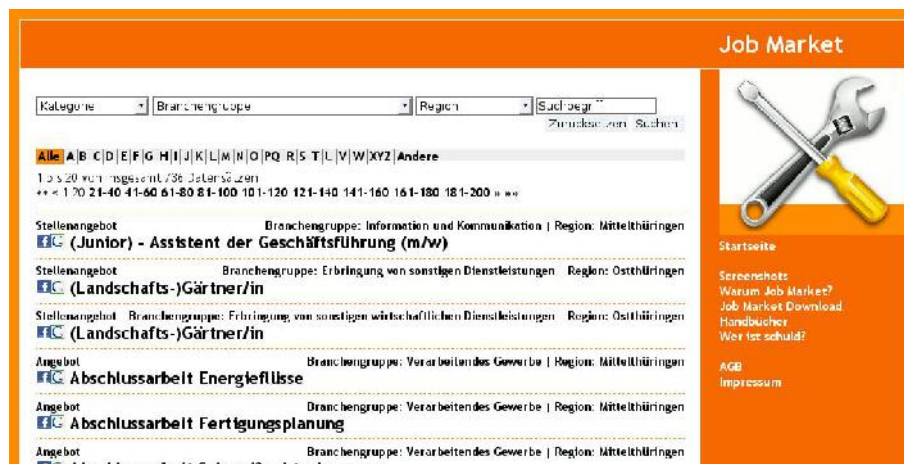 Job Market
Kategorie Branchengruppe Region Suchbegriff
Zurücksetzen Suchen
Alle A|B C|D|E|F|G H|I|J|K|L|M|N|O|PQ R|S T|L|V|W|XYZ|Andere
1 bis 20 von insgesamt 736 Datensätzen
1-20 21-40 41-60 61-80 81-100 101-120 121-140 141-160 161-180 181-200 » »»
Stellenangebot Branchengruppe: Information und Kommunikation | Region: Mittelthüringen
(Junior) - Assistent der Geschäftsführung (m/w)
Stellenangebot Branchengruppe: Erbringung von sonstigen Dienstleistungen Region: Ostthüringen
(Landschafts-)Gärtner/in
Stellenangebot Branchengruppe: Erbringung von sonstigen wirtschaftlichen Dienstleistungen Region: Ostthüringen
(Landschafts-)Gärtner/in
Angebot Branchengruppe: Verarbeitendes Gewerbe | Region: Mittelthüringen
Abschlussarbeit Energieflüsse
Angebot Branchengruppe: Verarbeitendes Gewerbe | Region: Mittelthüringen
Abschlussarbeit Fertigungsplanung
Angebot Branchengruppe: Verarbeitendes Gewerbe | Region: Mittelthüringen
Startseite
Screenshots
Warum Job Market?
Job Market Download
Handbücher
Wer ist schuld?
AGB
Impressum